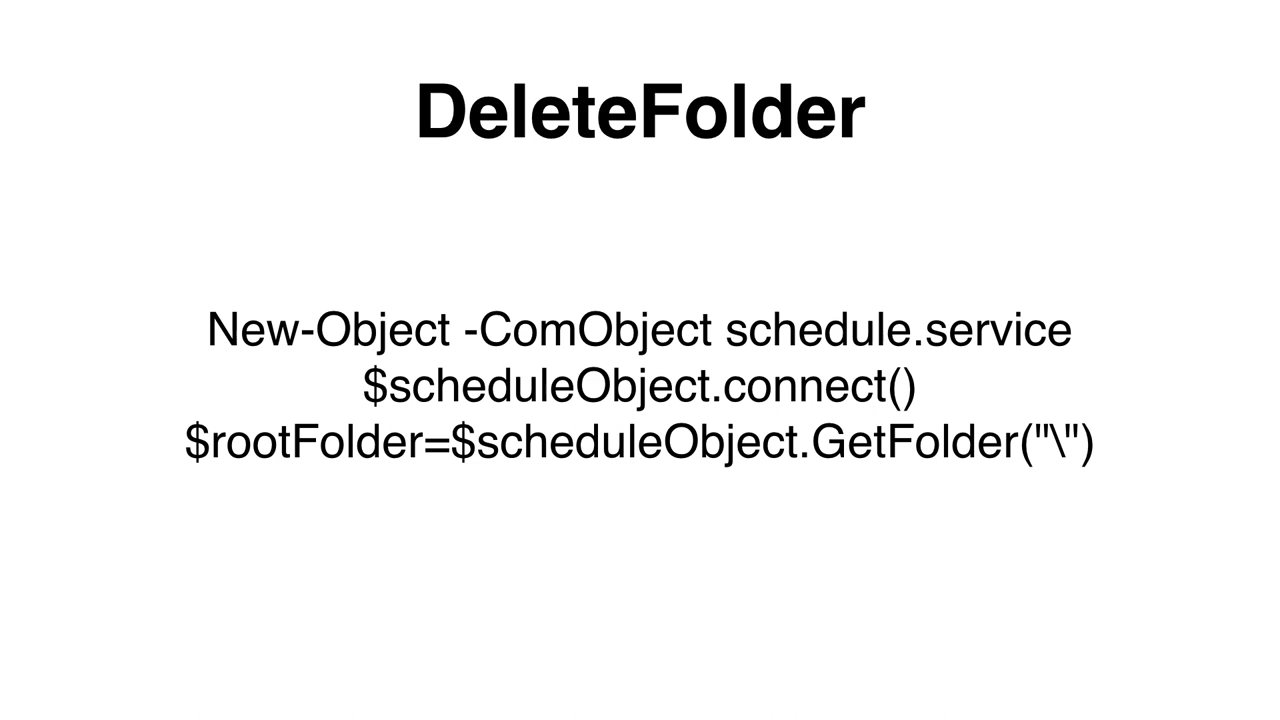 DeleteFolder
New-Object -ComObject schedule.service
$scheduleObject.connect()
$rootFolder=$scheduleObject.GetFolder("\")